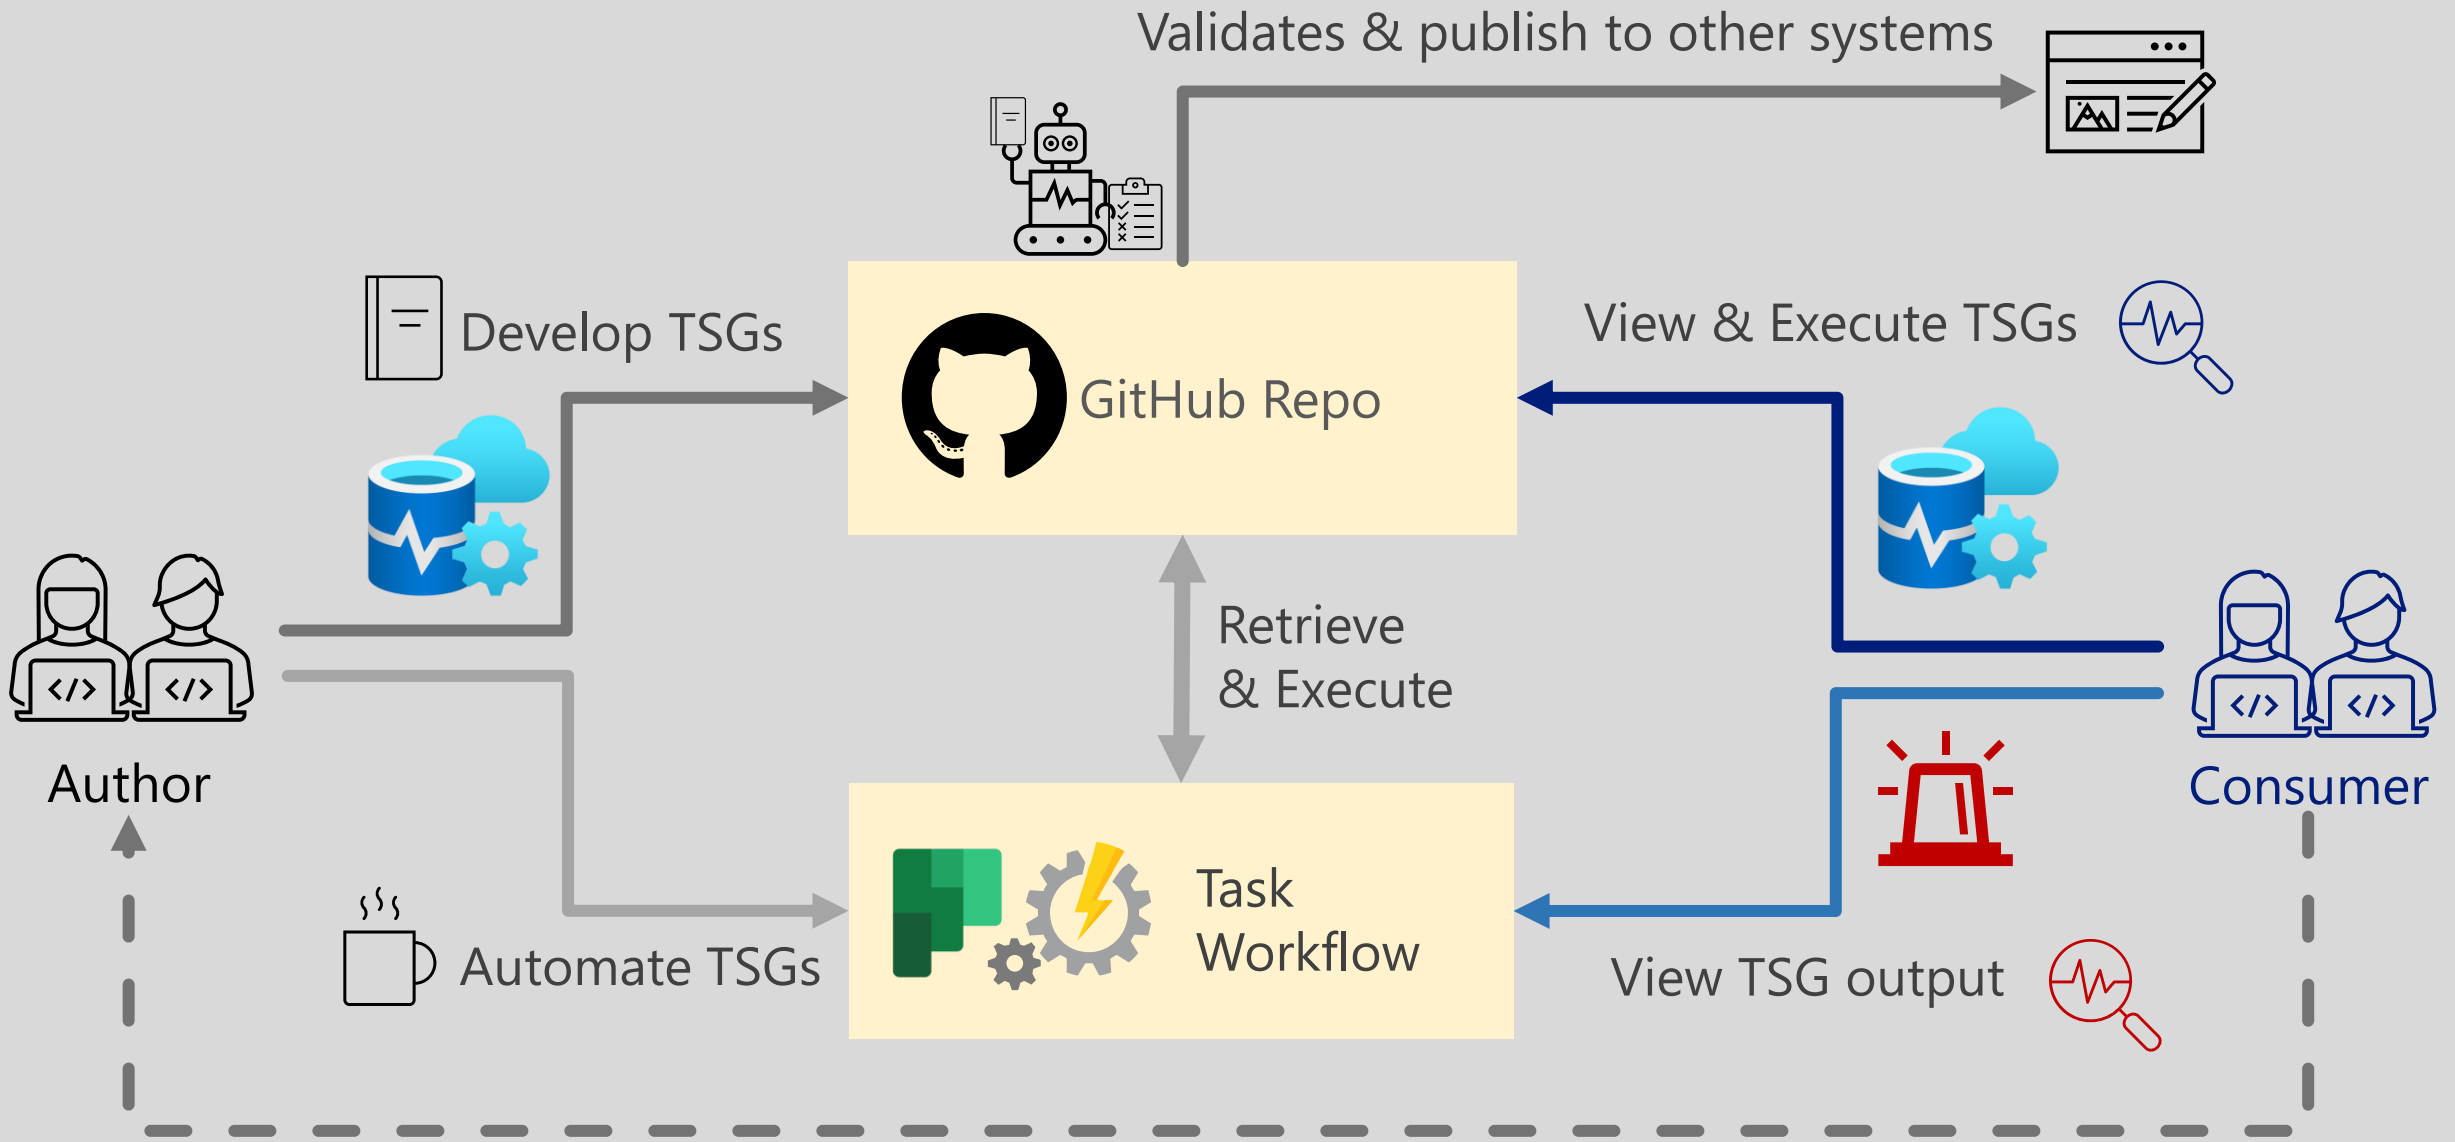 Validates & publish to other systems
Develop TSGs
View & Execute TSGs
GitHub Repo
Retrieve
& Execute
</>
</>
</>
</>
Author
Consumer
Task
Workflow
Automate TSGs
View TSG output